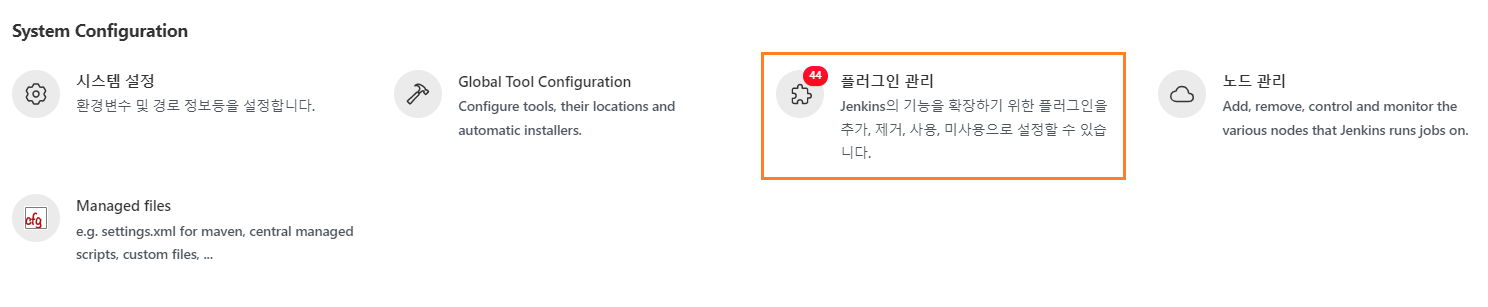 System Configuration
시스템 설정
환경변수 및 경로 정보등을 설정합니다.
Global Tool Configuration
Configure tools, their locations and
automatic installers.
44
플러그인 관리
Jenkins의 기능을 확장하기 위한 플러그인을
추가, 제거, 사용, 미사용으로 설정할 수 있습
니다.
노드 관리
Add, remove, control and monitor the
various nodes that Jenkins runs jobs on.
cfg
Managed files
e.g. settings.xml for maven, central managed
scripts, custom files, ...